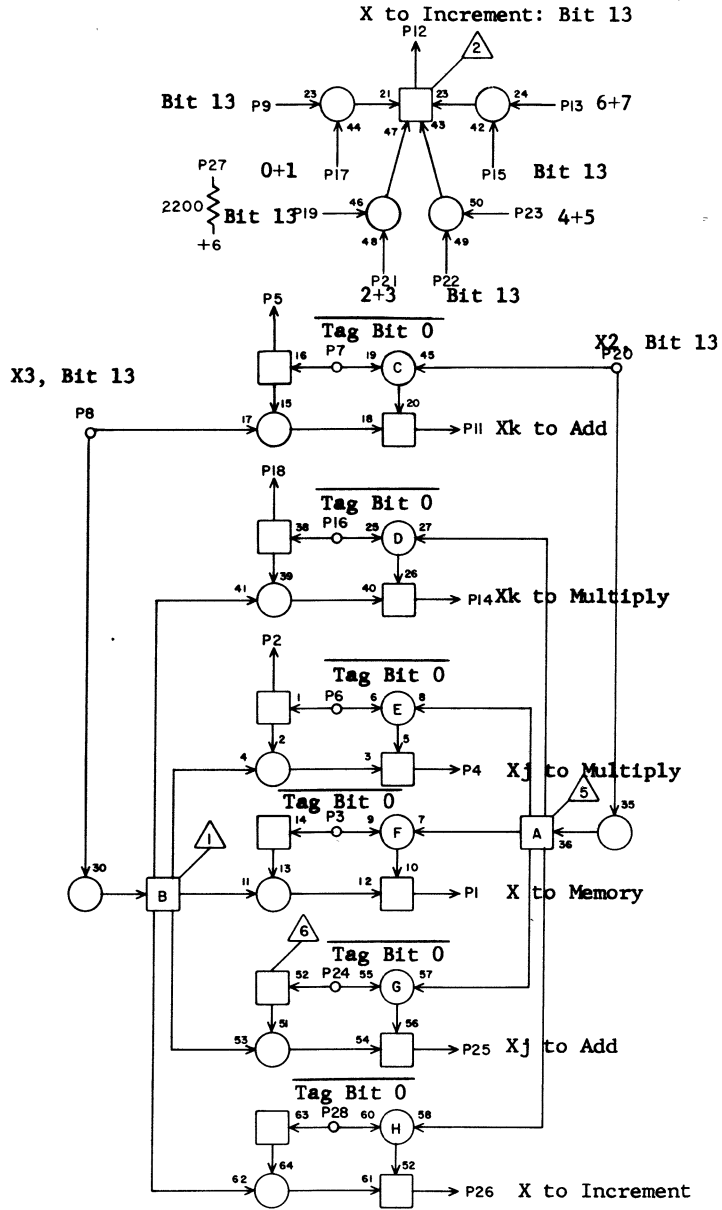 X to Increment: Bit 13
P12
2
Bit 13 P9 23 21 23 24 P13 6+7
44 47 43 42
P27 0+1 P17 P15 Bit 13
2200 Bit 13 P19 46 50 P23 4+5
+6 48 49
P21 P22
2+3 Bit 13
P5
Tag Bit 0 X2, Bit 13
P7 P20
X3, Bit 13 16 19 C 45
P8 15 20
17 18 P11 Xk to Add
P18
Tag Bit 0
P16
38 25 D 27
39 26
41 40 P14 Xk to Multiply
P2
Tag Bit 0
P6
1 6 E 8
2 5
4 3 P4 Xj to Multiply
Tag Bit 0 5
P3 35
1 14 9 F 7 A 36
30 13 10
B 11 12 P1 X to Memory
6
Tag Bit 0
52 P24 55 G 57
51 56
53 54 P25 Xj to Add
Tag Bit 0
P28
63 60 H 58
64 52
62 61 P26 X to Increment